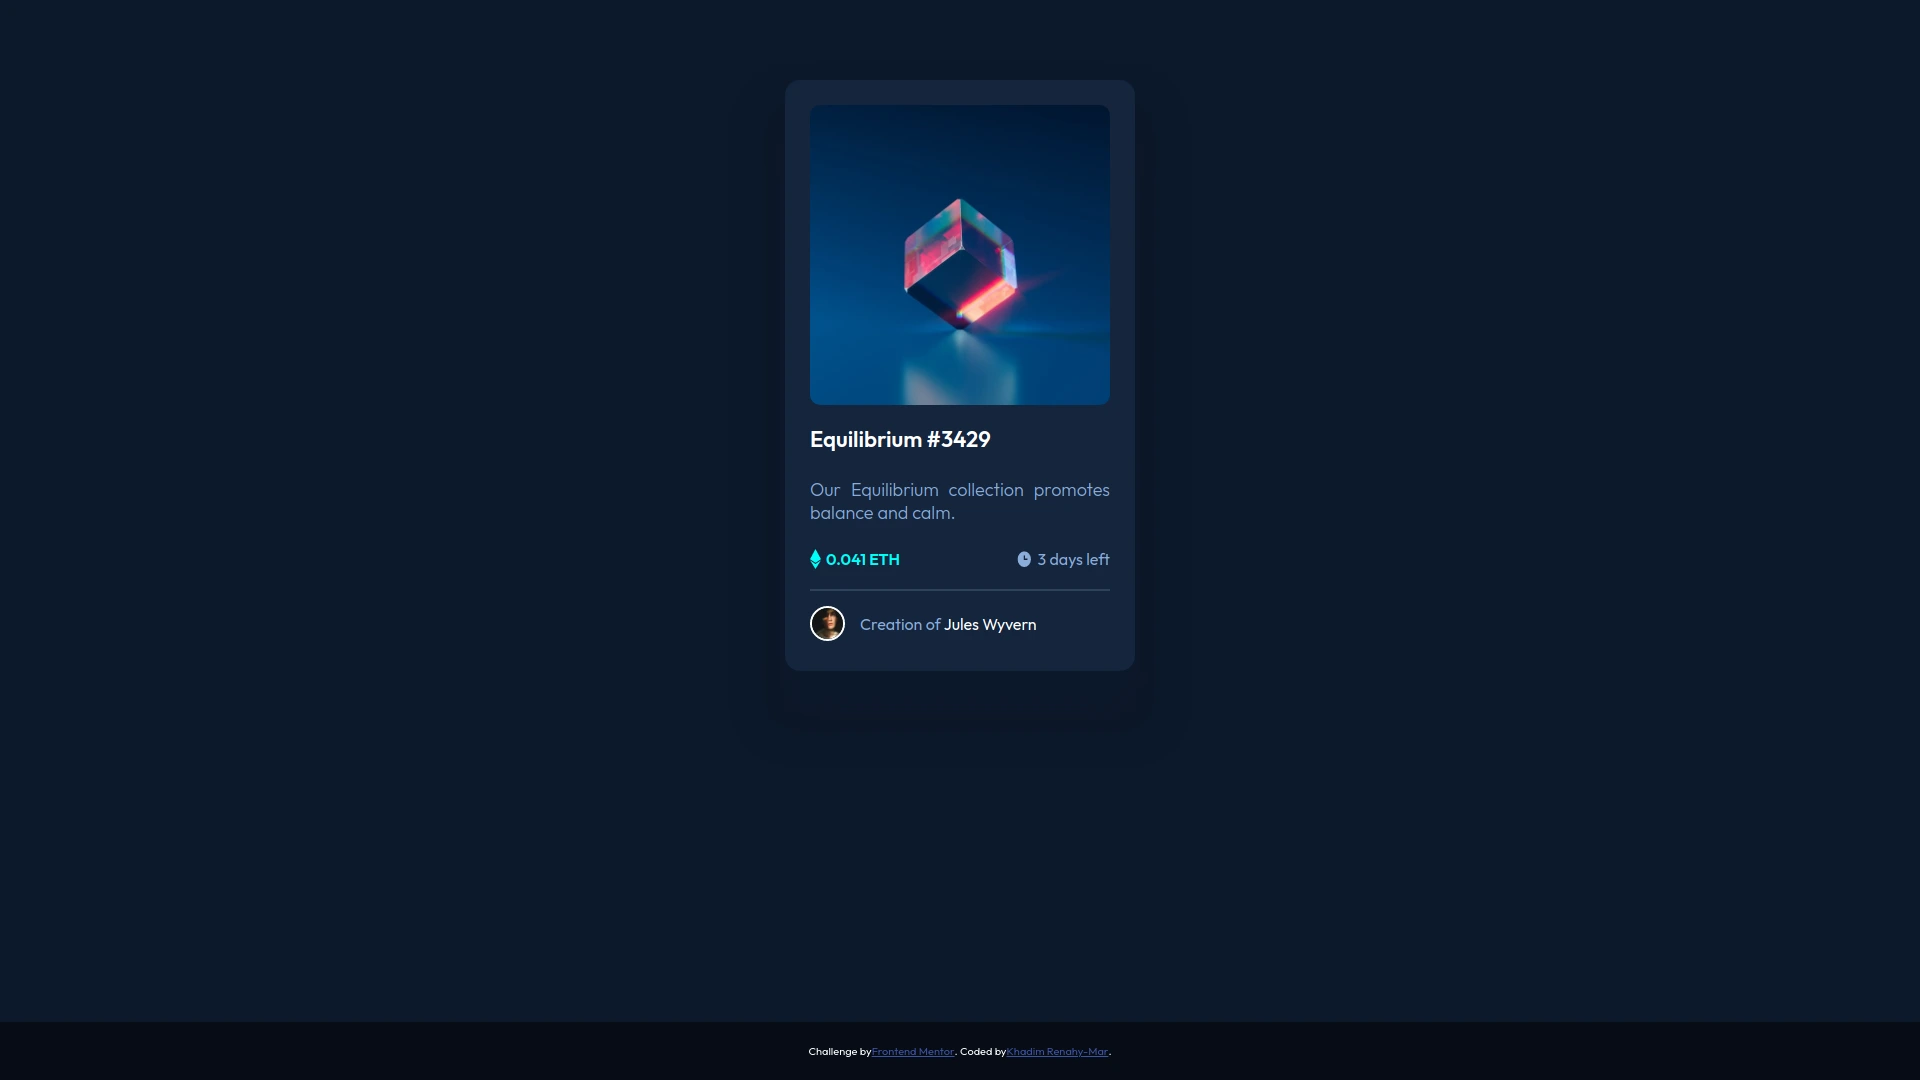 Equilibrium #3429
Our Equilibrium collection promotes
balance and calm.
0.041 ETH
3 days left
Creation of Jules Wyvern
Challenge by Frontend Mentor. Coded by Khadim Renahy-Mar.